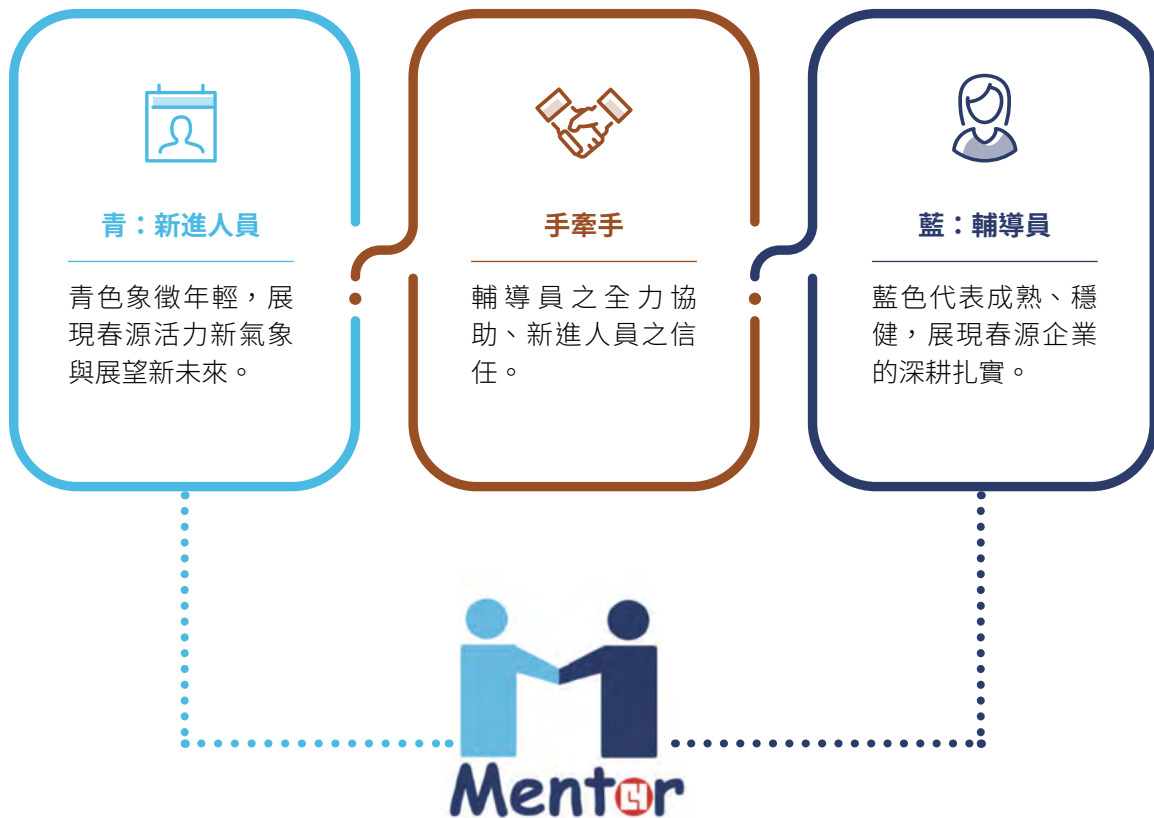 青：新進人員
青色象徵年輕，展
現春源活力新氣象
與展望新未來。
手牽手
輔導員之全力協
助、新進人員之信
任。
藍：輔導員
藍色代表成熟、穩
健，展現春源企業
的深耕扎實。
Mentor